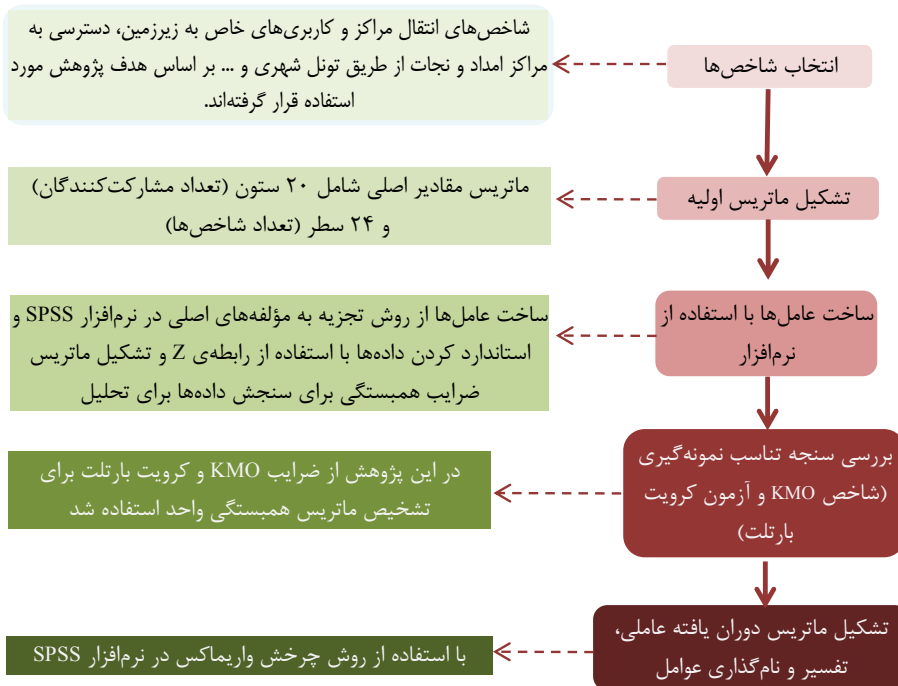 انتخاب شاخص‌ها
شاخص‌های انتقال مراکز و کاربری‌های خاص به زیرزمین، دسترسی به
مراکز امداد و نجات از طریق تونل شهری و ... بر اساس هدف پژوهش مورد
استفاده قرار گرفته‌اند.
تشکیل ماتریس اولیه
ماتریس مقادیر اصلی شامل ۲۰ ستون (تعداد مشارکت‌کنندگان)
و ۲۴ سطر (تعداد شاخص‌ها)
ساخت عامل‌ها با استفاده از
نرم‌افزار
ساخت عامل‌ها از روش تجزیه به مؤلفه‌های اصلی در نرم‌افزار SPSS و
استاندارد کردن داده‌ها با استفاده از رابطه‌ی Z و تشکیل ماتریس
ضرایب همبستگی برای سنجش داده‌ها برای تحلیل
بررسی سنجه تناسب نمونه‌گیری
(شاخص KMO و آزمون کرویت
بارتلت)
در این پژوهش از ضرایب KMO و کرویت بارتلت برای
تشخیص ماتریس همبستگی واحد استفاده شد
تشکیل ماتریس دوران یافته عاملی،
تفسیر و نام‌گذاری عوامل
با استفاده از روش چرخش واریماکس در نرم‌افزار SPSS